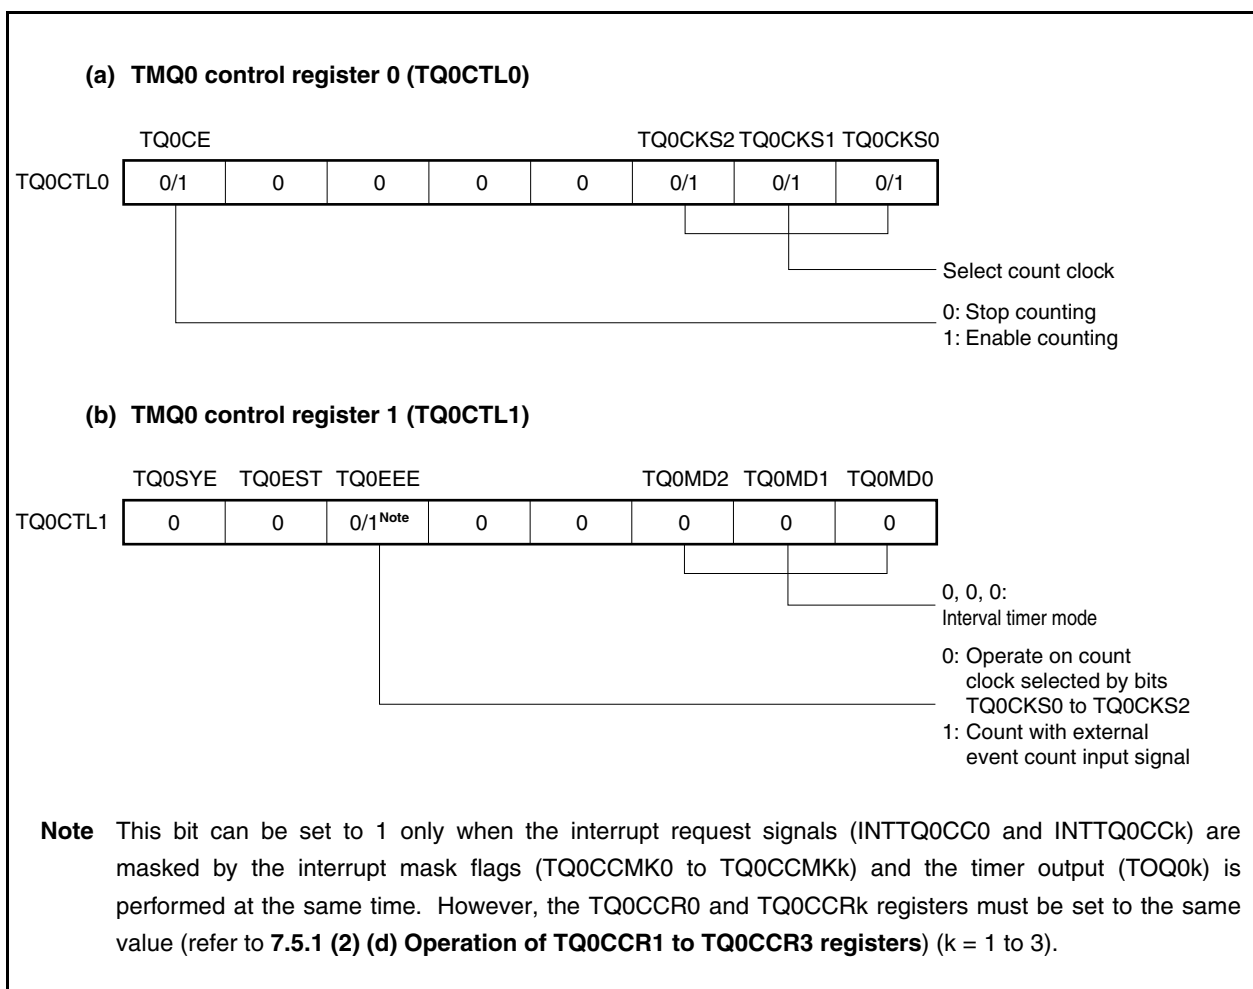 (a) TMQ0 control register 0 (TQ0CTL0)
TQ0CE TQ0CKS2 TQ0CKS1 TQ0CKS0
TQ0CTL0 0/1 0 0 0 0 0/1 0/1 0/1
Select count clock
0: Stop counting
1: Enable counting
(b) TMQ0 control register 1 (TQ0CTL1)
TQ0SYE TQ0EST TQ0EEE TQ0MD2 TQ0MD1 TQ0MD0
TQ0CTL1 0 0 0/1Note 0 0 0 0 0
0, 0, 0:
Interval timer mode
0: Operate on count
clock selected by bits
TQ0CKS0 to TQ0CKS2
1: Count with external
event count input signal
Note This bit can be set to 1 only when the interrupt request signals (INTTQ0CC0 and INTTQ0CCk) are
masked by the interrupt mask flags (TQ0CCMK0 to TQ0CCMKk) and the timer output (TOQ0k) is
performed at the same time. However, the TQ0CCR0 and TQ0CCRk registers must be set to the same
value (refer to 7.5.1 (2) (d) Operation of TQ0CCR1 to TQ0CCR3 registers) (k = 1 to 3).